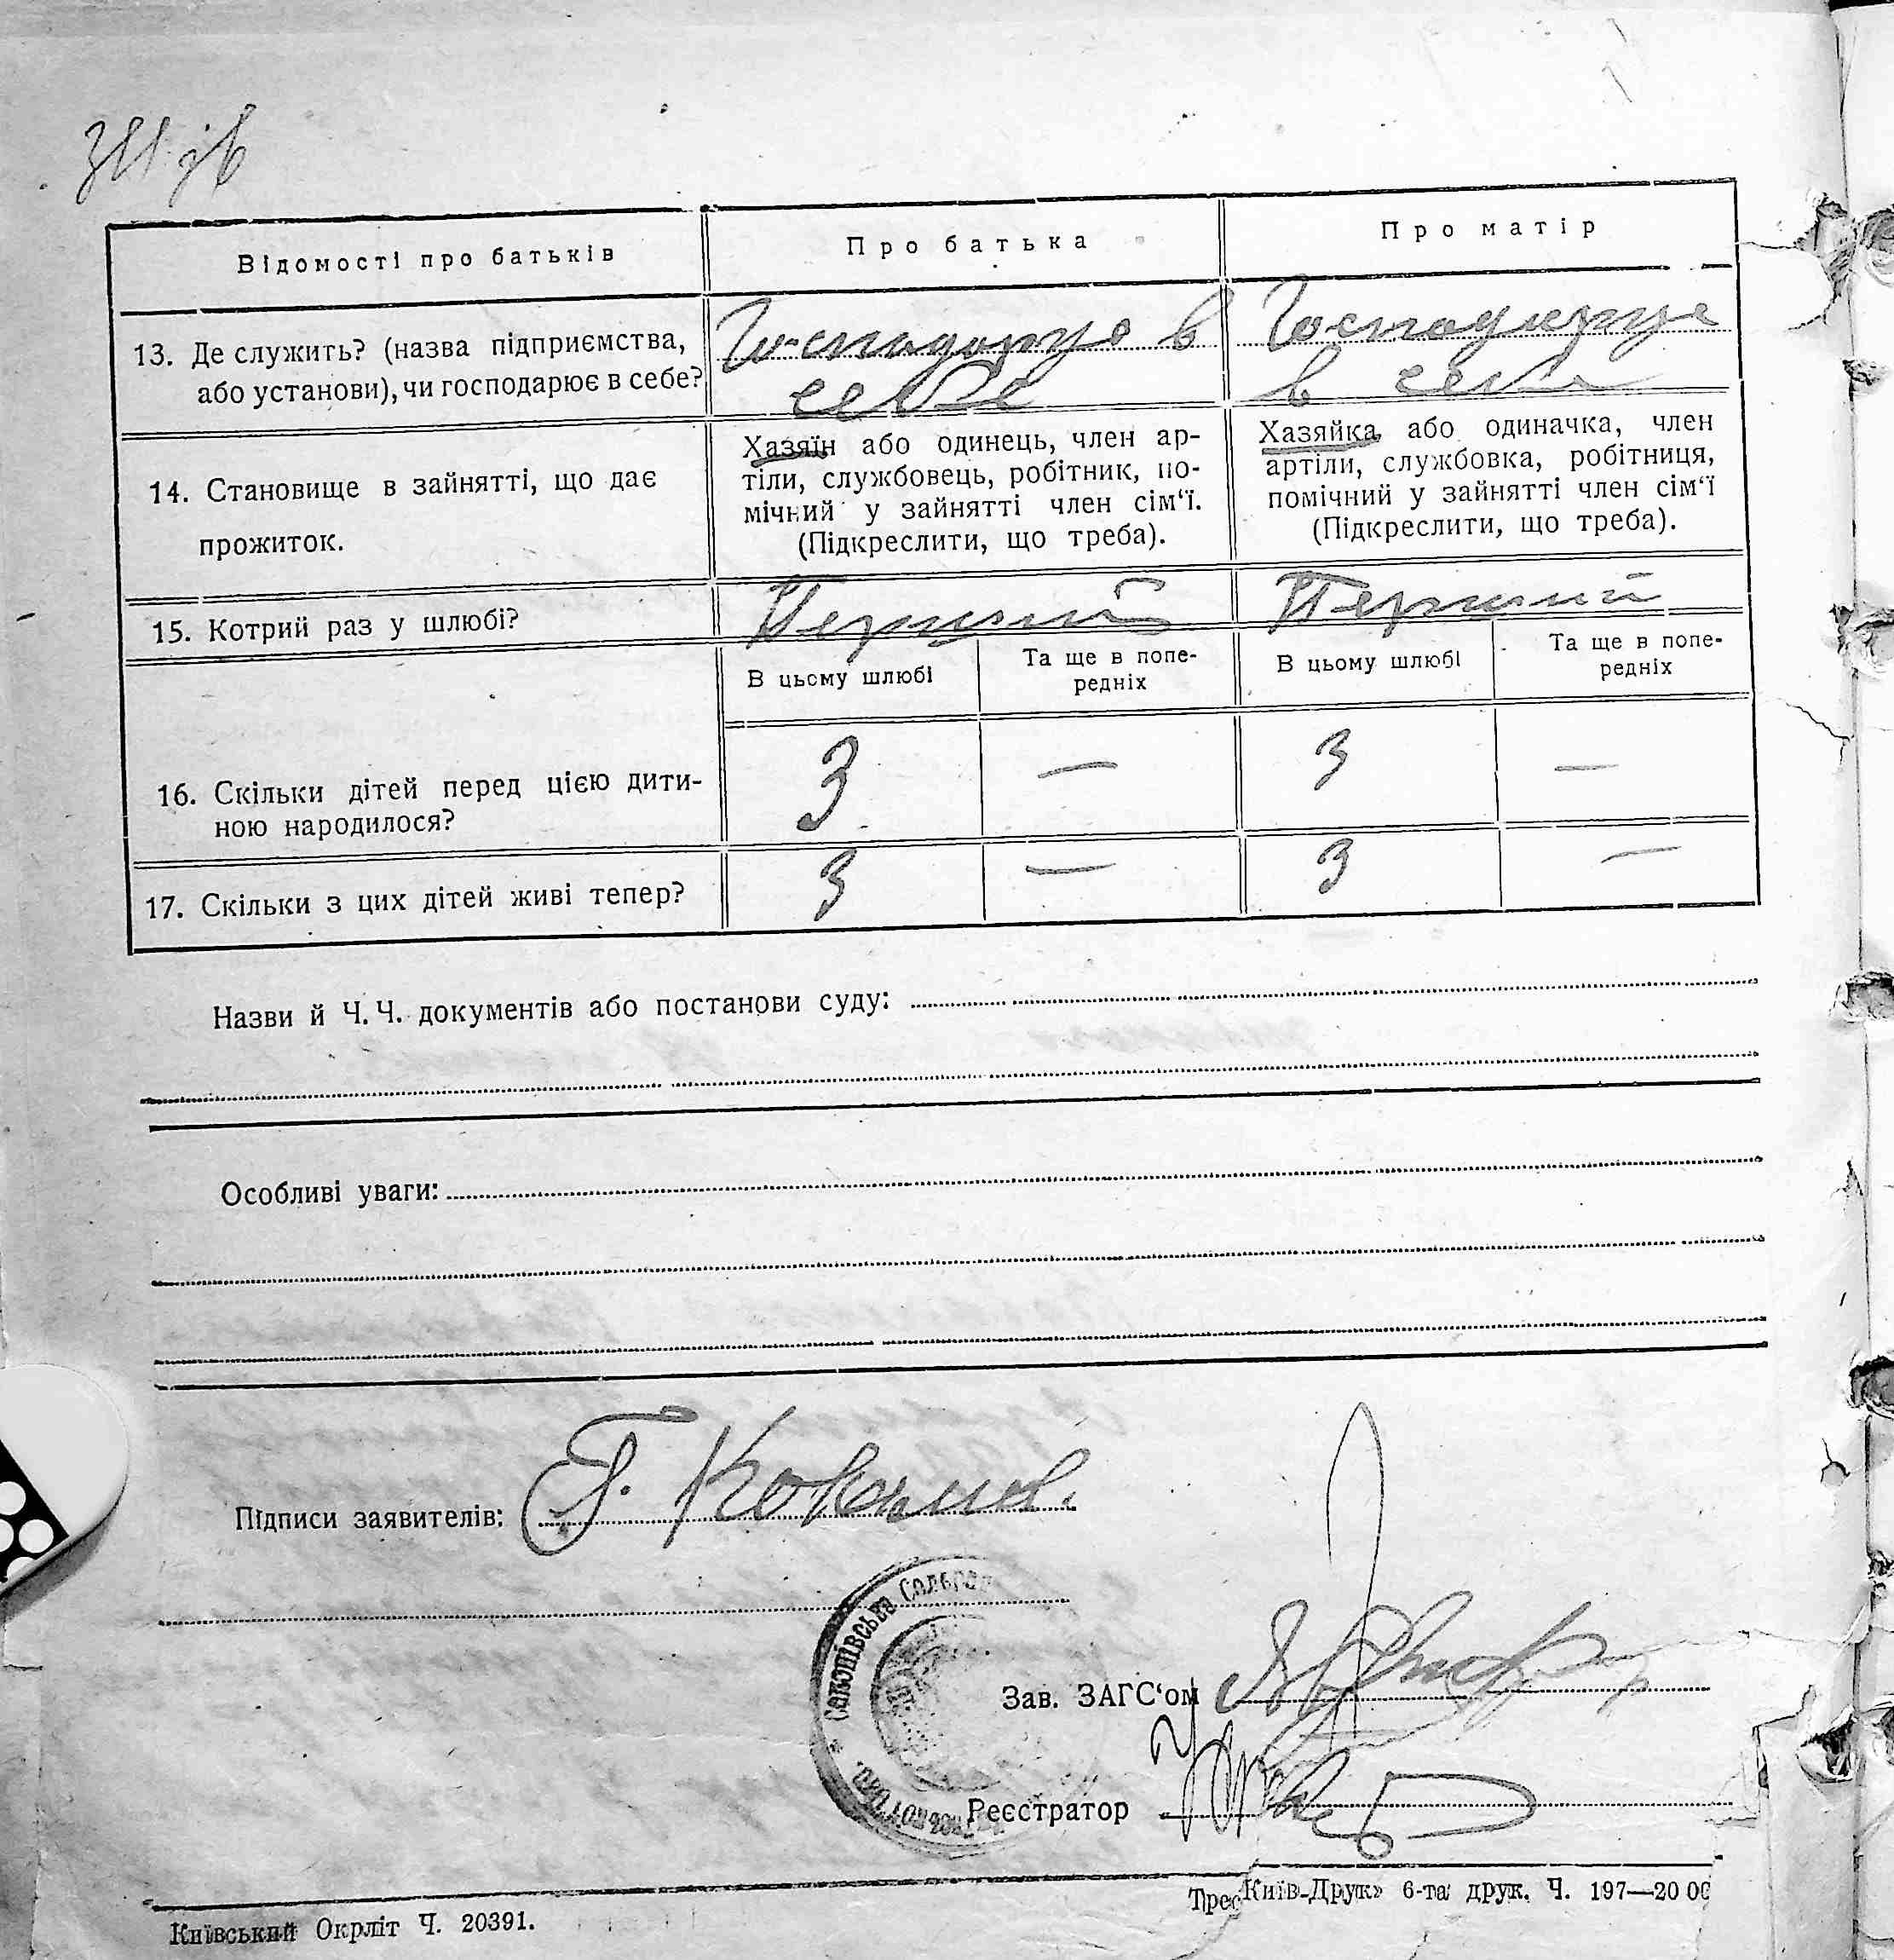 Відомості про батьків
Про батька
Про матір
13. Де служить? (назва підприємства,
або установи), чи господарює в себе?
Господарює в
себе
Господарює
в себе
14. Становище в зайнятті, що дає
прожиток.
Хазяїн або одинець, член ар-
тіли, службовець, робітник, по-
мічний у зайнятті член сім‘ї.
(Підкреслити, що треба).
Хазяйка або одиначка, член
артіли, службовка, робітниця,
помічний у зайнятті член сім‘ї
(Підкреслити, що треба).
15. Котрий раз у шлюбі?
Перший
Перший
В цьому шлюбі
Та ще в попе-
редніх
В цьому шлюбі
Та ще в попе-
редніх
16. Скільки дітей перед цією дити-
ною народилося?
3 — 3 —
17. Скільки з цих дітей живі тепер?
3 — 3 —
Назви й Ч. Ч. документів або постанови суду:
Особливі уваги:
Підписи заявителів:
Зав. ЗАГС‘ом
Реєстратор
Київський Окрліт Ч. 20391.
Трест «Київ-Друк» 6-та друк. Ч. 197—20 00